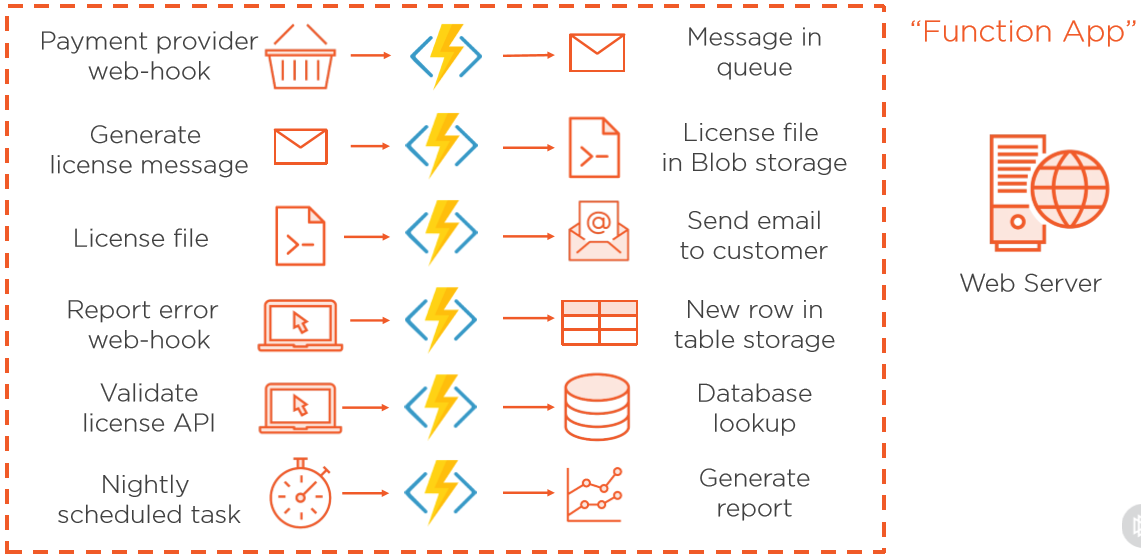 Payment provider
web-hook
Message in
queue
Generate
license message
License file
in Blob storage
License file
Send email
to customer
Report error
web-hook
New row in
table storage
Validate
license API
Database
lookup
Nightly
scheduled task
Generate
report
“Function App”
Web Server